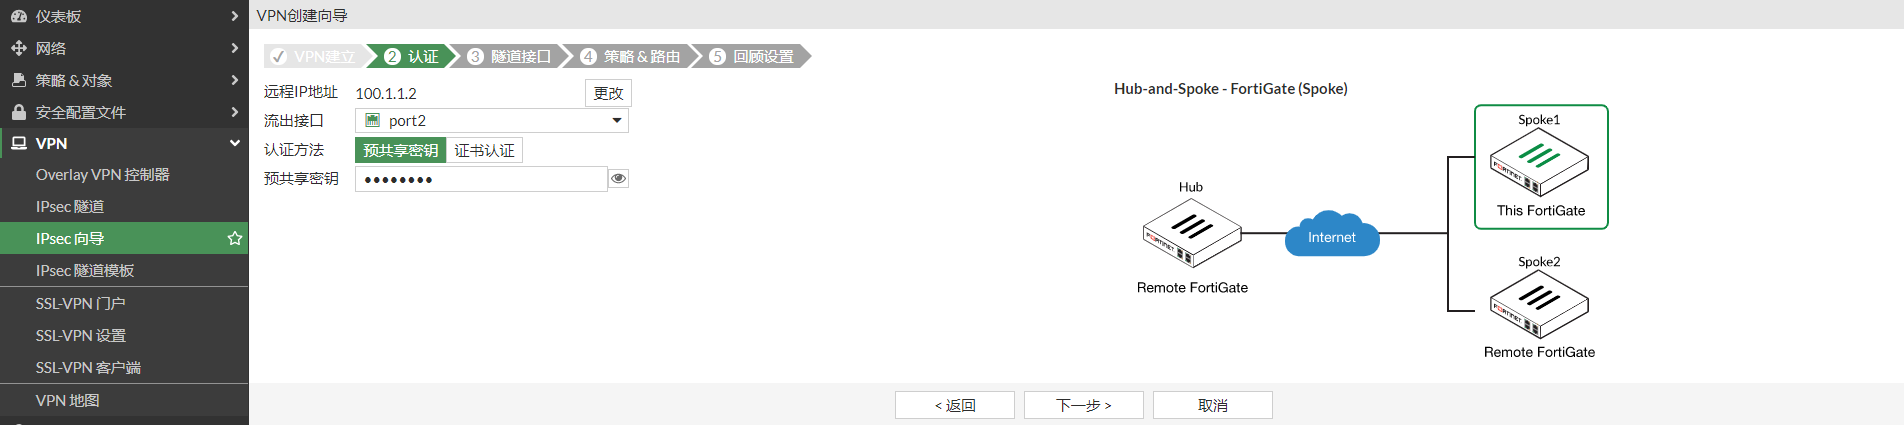 仪表板
网络
策略 & 对象
安全配置文件
VPN
Overlay VPN 控制器
IPsec 隧道
IPsec 向导
IPsec 隧道模板
SSL-VPN 门户
SSL-VPN 设置
SSL-VPN 客户端
VPN 地图
VPN创建向导
VPN建立 2 认证 3 隧道接口 4 策略 & 路由 5 回顾设置
远程IP地址 100.1.1.2 更改
流出接口 port2
认证方法 预共享密钥 证书认证
预共享密钥 ••••••••
Hub-and-Spoke - FortiGate (Spoke)
Spoke1
FORTINET
This FortiGate
Hub
FORTINET
Remote FortiGate
Internet
Spoke2
FORTINET
Remote FortiGate
< 返回 下一步 > 取消